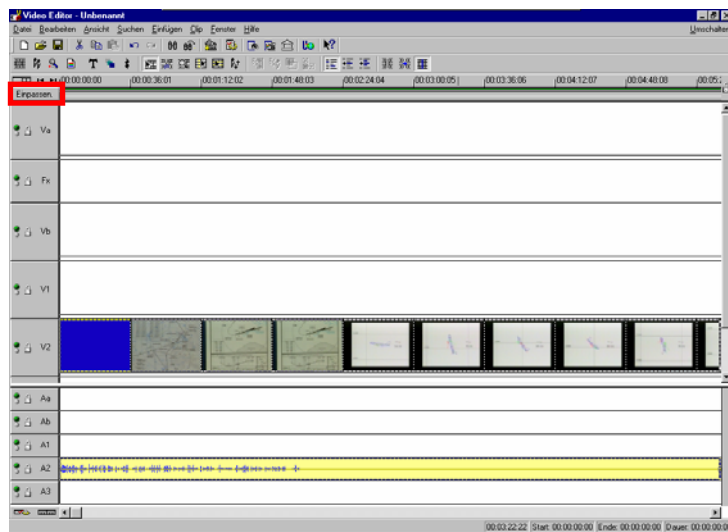 Video Editor - Unbenannt
Datei Bearbeiten Ansicht Suchen Einfügen Clip Fenster Hilfe Umschalten
00:00:00:00 00:00:36:01 00:01:12:02 00:01:48:03 00:02:24:04 00:03:00:05 00:03:36:06 00:04:12:07 00:04:48:08 00:05:2
Einpassen.
Va
Fx
Vb
V1
V2
Aa
Ab
A1
A2
A3
00:03:22:22 Start: 00:00:00:00 Ende: 00:00:00:00 Dauer: 00:00:00:0